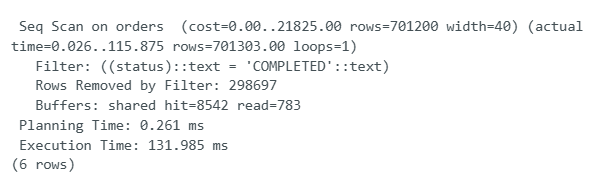 Seq Scan on orders  (cost=0.00..21825.00 rows=701200 width=40) (actual
time=0.026..115.875 rows=701303.00 loops=1)
   Filter: ((status)::text = 'COMPLETED'::text)
   Rows Removed by Filter: 298697
   Buffers: shared hit=8542 read=783
 Planning Time: 0.261 ms
 Execution Time: 131.985 ms
(6 rows)